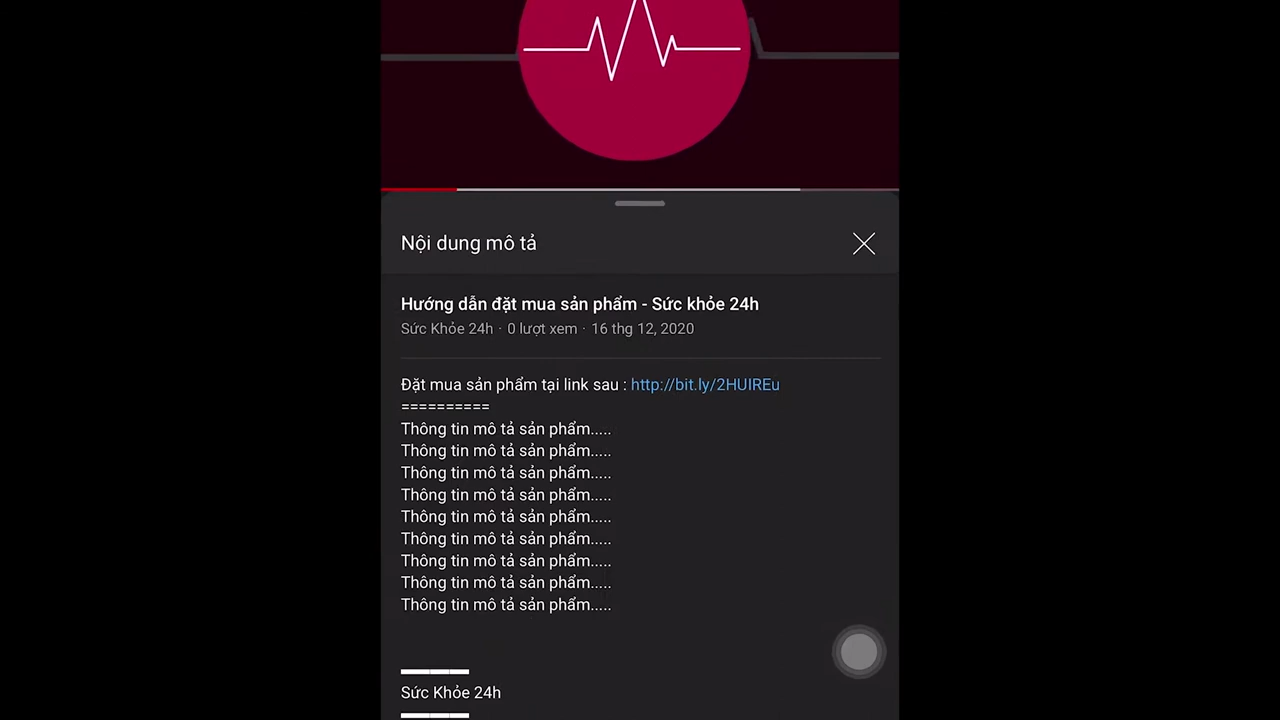 Nội dung mô tả
Hướng dẫn đặt mua sản phẩm - Sức khỏe 24h
Sức Khỏe 24h · 0 lượt xem · 16 thg 12, 2020
Đặt mua sản phẩm tại link sau : http://bit.ly/2HUIREu
==========
Thông tin mô tả sản phẩm.....
Thông tin mô tả sản phẩm.....
Thông tin mô tả sản phẩm.....
Thông tin mô tả sản phẩm.....
Thông tin mô tả sản phẩm.....
Thông tin mô tả sản phẩm.....
Thông tin mô tả sản phẩm.....
Thông tin mô tả sản phẩm.....
Thông tin mô tả sản phẩm.....
Sức Khỏe 24h